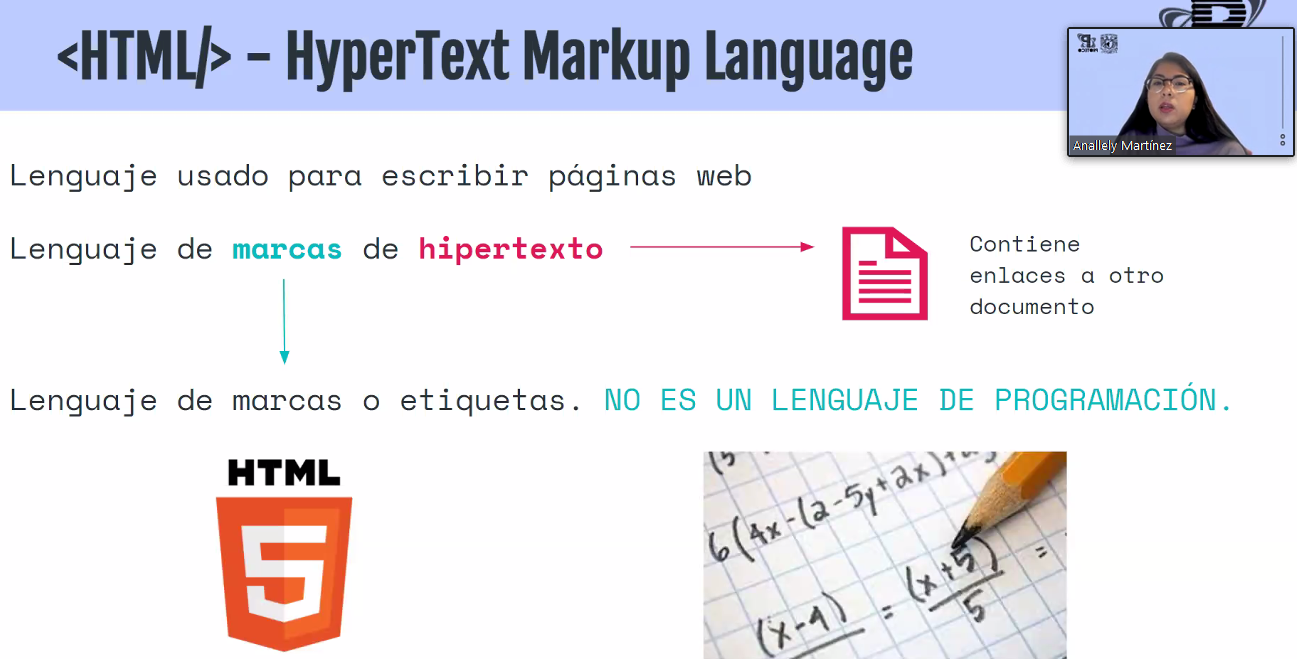 <HTML/> – HyperText Markup Language
Anallely Martínez
Lenguaje usado para escribir páginas web
Lenguaje de marcas de hipertexto
Contiene
enlaces a otro
documento
Lenguaje de marcas o etiquetas. NO ES UN LENGUAJE DE PROGRAMACIÓN.
HTML
5
6(4x-(2-5y+2x)+
(x-4) = (x+5)/5 =